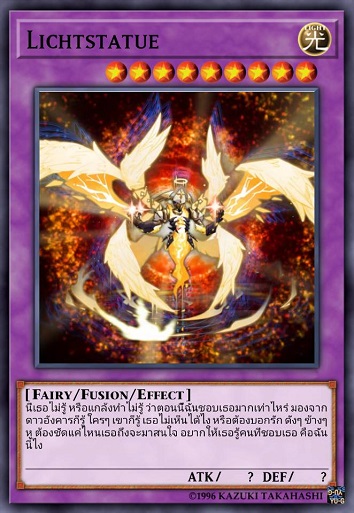 Lichtstatue
LIGHT
光
[Fairy/Fusion/Effect]
นี่เธอไม่รู้ หรือแกล้งทำไม่รู้ ว่าตอนนี้ฉันชอบเธอมากเท่าไหร่ มองจาก
ดาวอังคารก็รู้ ใครๆ เขาก็รู้ เธอไม่เห็นได้ไง หรือต้องบอกรัก ดังๆ ข้างๆ
หู ต้องชัดแค่ไหนเธอถึงจะมาสนใจ อยากให้เธอรู้คนที่ชอบเธอ คือฉัน
นี่ไง
ATK/ ? DEF/ ?
©1996 KAZUKI TAKAHASHI